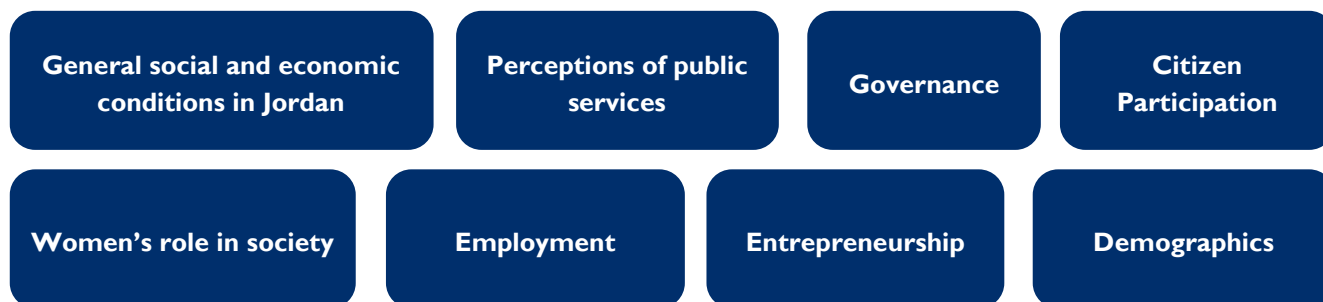 General social and economic
conditions in Jordan
Perceptions of public
services
Governance
Citizen
Participation
Women's role in society
Employment
Entrepreneurship
Demographics